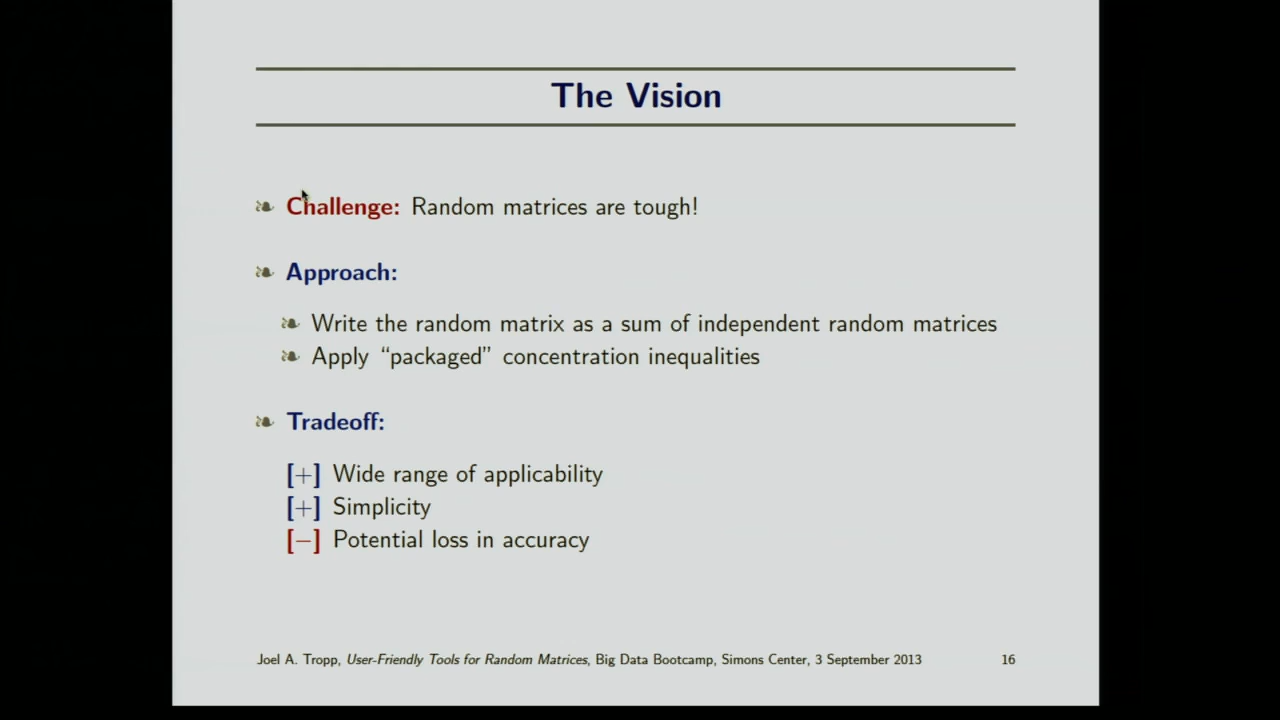 The Vision
❧ Challenge: Random matrices are tough!
❧ Approach:
❧ Write the random matrix as a sum of independent random matrices
❧ Apply “packaged” concentration inequalities
❧ Tradeoff:
[+] Wide range of applicability
[+] Simplicity
[−] Potential loss in accuracy
Joel A. Tropp, User-Friendly Tools for Random Matrices, Big Data Bootcamp, Simons Center, 3 September 2013 16